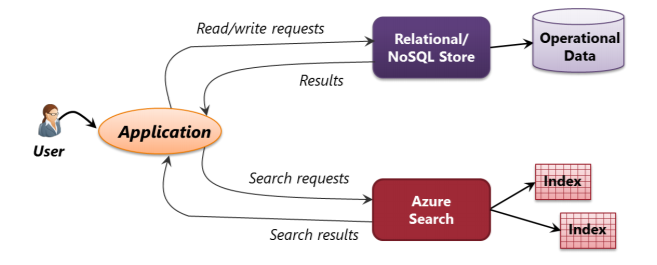 Read/write requests
Relational/
NoSQL Store
Operational
Data
Results
Application
User
Search requests
Azure
Search
Index
Index
Search results